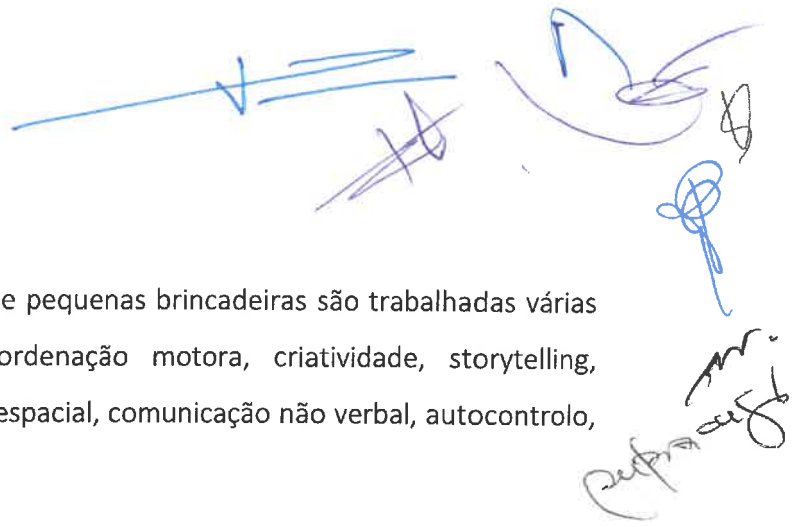 e pequenas brincadeiras são trabalhadas várias
ordenação motora, criatividade, storytelling,
espacial, comunicação não verbal, autocontrolo,